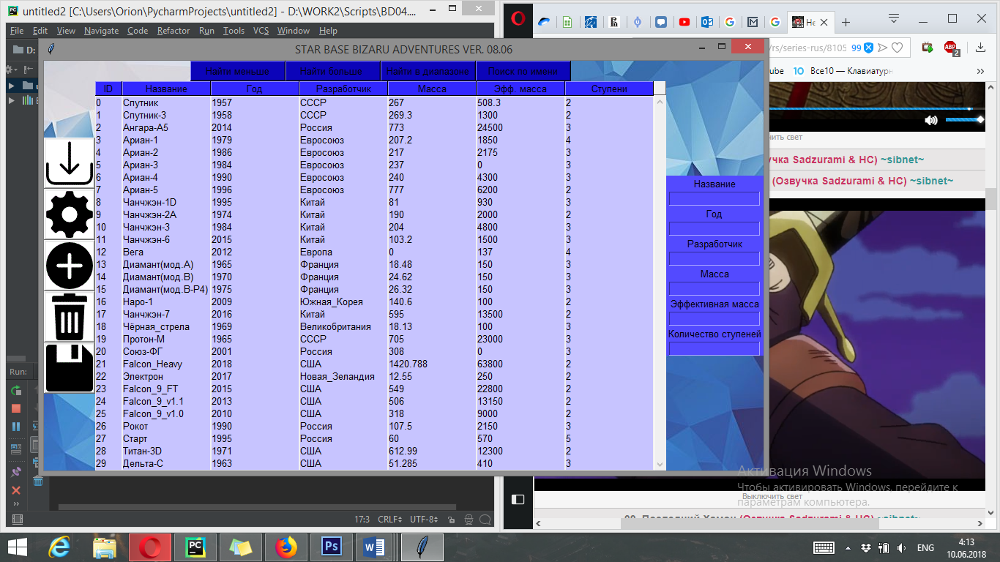 untitled2 [C:\Users\Orion\PycharmProjects\untitled2] - D:\WORK2\Scripts\BD04....
File Edit View Navigate Code Refactor Run Tools VCS Window Help
D:
STAR BASE BIZARU ADVENTURES VER. 08.06
Найти меньше Найти больше Найти в диапазоне Поиск по имени
ID Название Год Разработчик Масса Эфф. масса Ступени
0 Спутник 1957 СССР 267 508.3 2
1 Спутник-3 1958 СССР 269.3 1300 2
2 Ангара-А5 2014 Россия 773 24500 3
3 Ариан-1 1979 Евросоюз 207.2 1850 4
4 Ариан-2 1986 Евросоюз 217 2175 3
5 Ариан-3 1984 Евросоюз 237 0 3
6 Ариан-4 1990 Евросоюз 240 4300 3
7 Ариан-5 1996 Евросоюз 777 6200 2
8 Чанчжэн-1D 1995 Китай 81 930 3
9 Чанчжэн-2А 1974 Китай 190 2000 2
10 Чанчжэн-3 1984 Китай 204 4800 3
11 Чанчжэн-6 2015 Китай 103.2 1500 3
12 Вега 2012 Европа 0 137 4
13 Диамант(мод.А) 1965 Франция 18.48 150 3
14 Диамант(мод.В) 1970 Франция 24.62 150 3
15 Диамант(мод.В-Р4) 1975 Франция 26.32 150 3
16 Наро-1 2009 Южная_Корея 140.6 100 2
17 Чанчжэн-7 2016 Китай 595 13500 2
18 Чёрная_стрела 1969 Великобритания 18.13 100 3
19 Протон-М 1965 СССР 705 23000 3
20 Союз-ФГ 2001 Россия 308 0 3
21 Falcon_Heavy 2018 США 1420.788 63800 2
22 Электрон 2017 Новая_Зеландия 12.55 250 2
23 Falcon_9_FT 2015 США 549 22800 2
24 Falcon_9_v1.1 2013 США 506 13150 2
25 Falcon_9_v1.0 2010 США 318 9000 2
26 Рокот 1990 Россия 107.5 2150 3
27 Старт 1995 Россия 60 570 5
28 Титан-3D 1971 США 612.99 12300 2
29 Дельта-С 1963 США 51.285 410 3
Название
Год
Разработчик
Масса
Эффективная масса
Количество ступеней
Run:
17:3 CRLF UTF-8
Не
/rs/series-rus/8105 99 ABP 2
ube 10 Все10 — Клавиатурн
чить свет
учка Sadzurami & HC) ~sibnet~
(Озвучка Sadzurami & HC) ~sibnet~
Активация Windows
Чтобы активировать Windows, перейдите к
параметрам компьютера.
Выключить свет
09. Последний Хамон (Озвучка Sadzurami & HC) ~sibnet~
ENG 4:13
10.06.2018